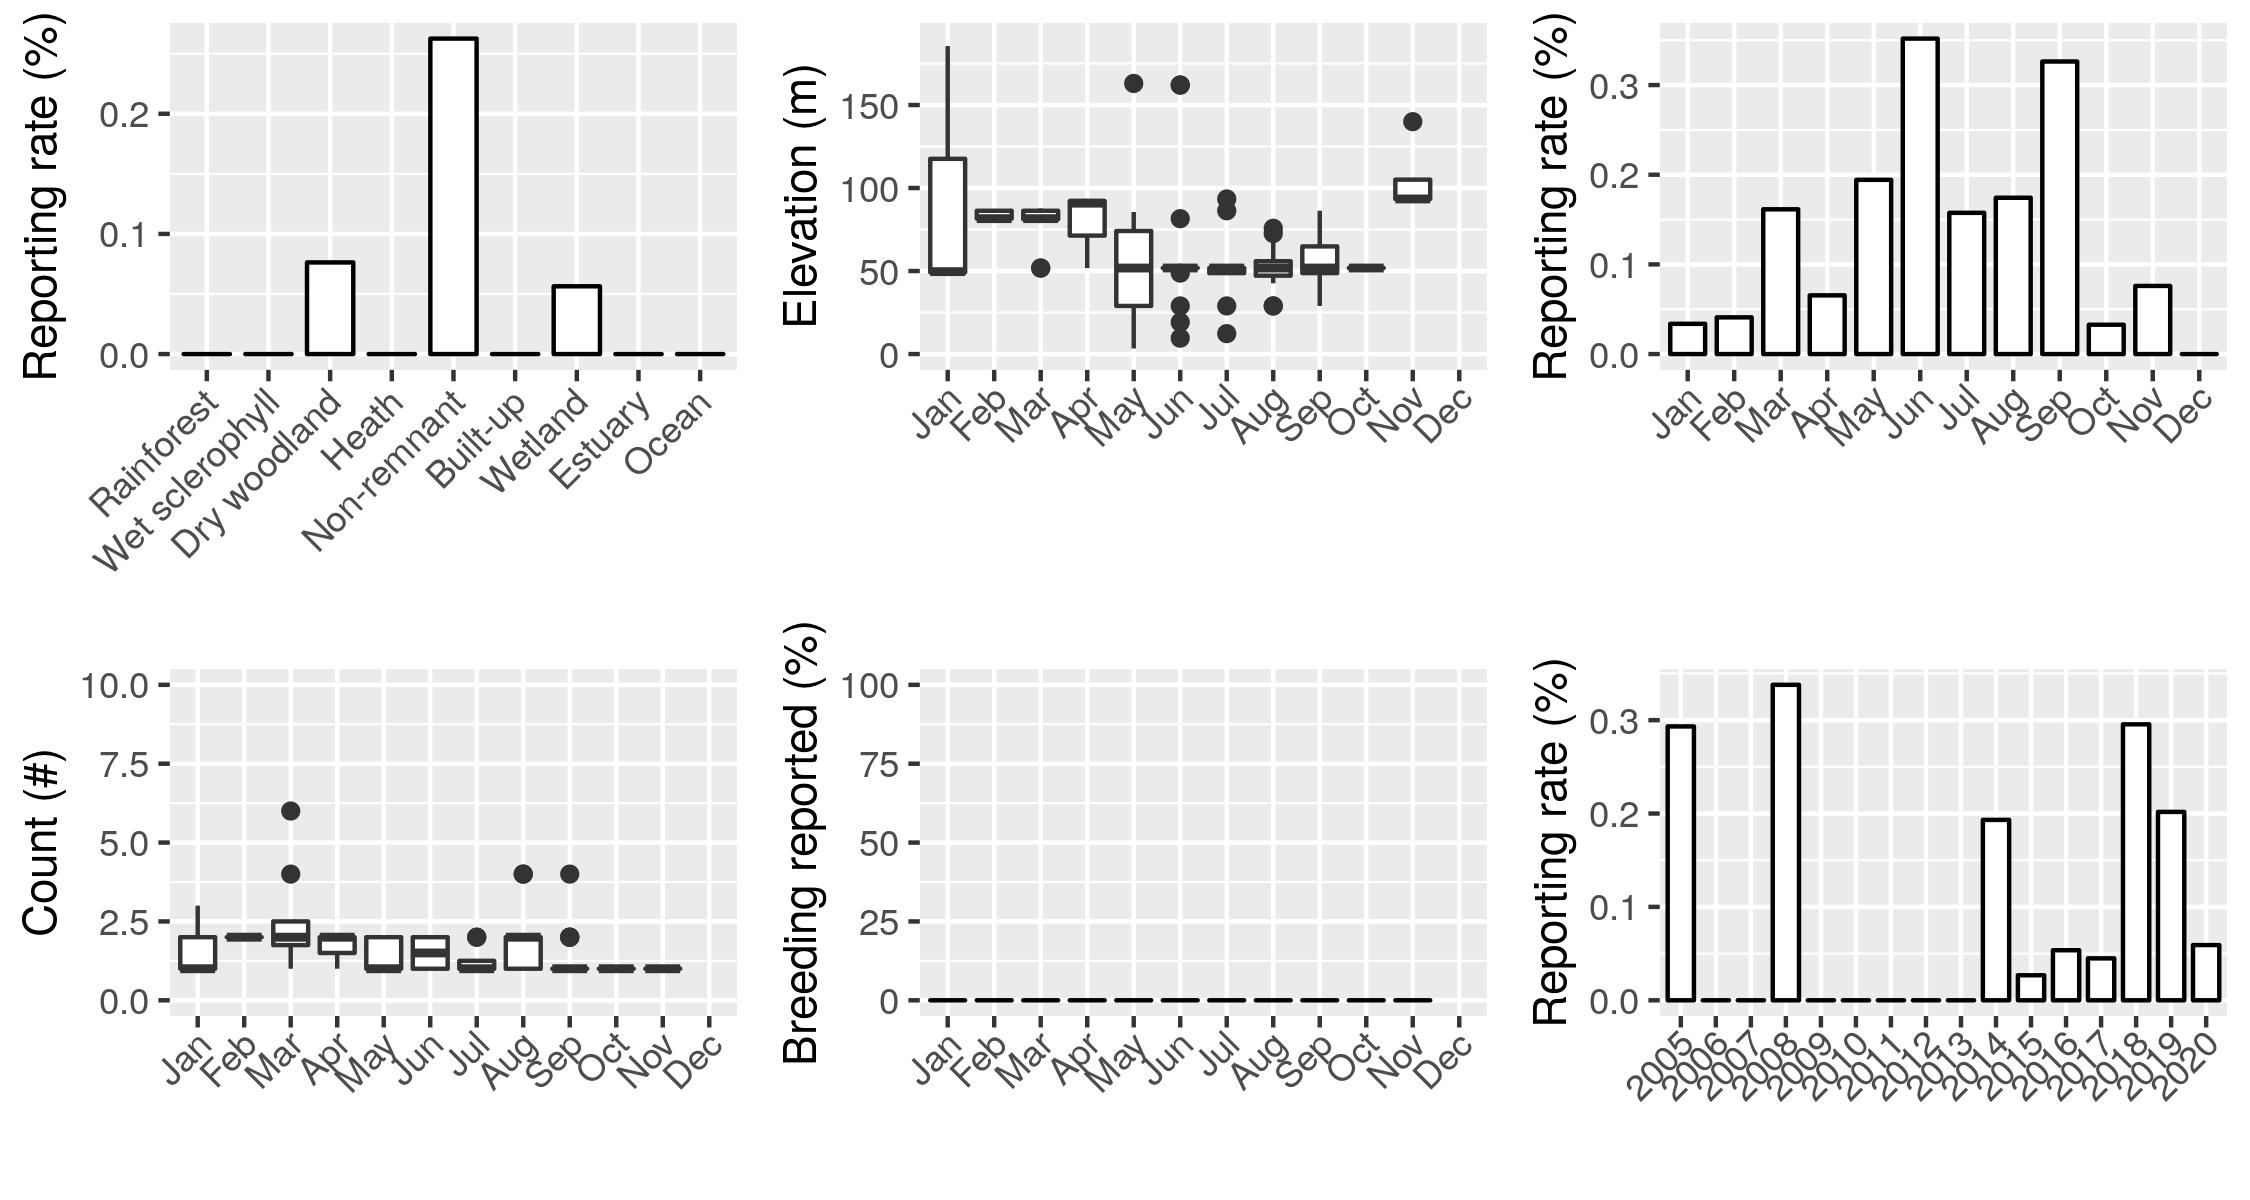 Reporting rate (%)
0.2
0.1
0.0
Rainforest
Wet sclerophyll
Dry woodland
Heath
Non-remnant
Built-up
Wetland
Estuary
Ocean
Elevation (m)
150
100
50
0
Jan
Feb
Mar
Apr
May
Jun
Jul
Aug
Sep
Oct
Nov
Dec
Reporting rate (%)
0.3
0.2
0.1
0.0
Jan
Feb
Mar
Apr
May
Jun
Jul
Aug
Sep
Oct
Nov
Dec
Count (#)
10.0
7.5
5.0
2.5
0.0
Jan
Feb
Mar
Apr
May
Jun
Jul
Aug
Sep
Oct
Nov
Dec
Breeding reported (%)
100
75
50
25
0
Jan
Feb
Mar
Apr
May
Jun
Jul
Aug
Sep
Oct
Nov
Dec
Reporting rate (%)
0.3
0.2
0.1
0.0
2005
2006
2007
2008
2009
2010
2011
2012
2013
2014
2015
2016
2017
2018
2019
2020